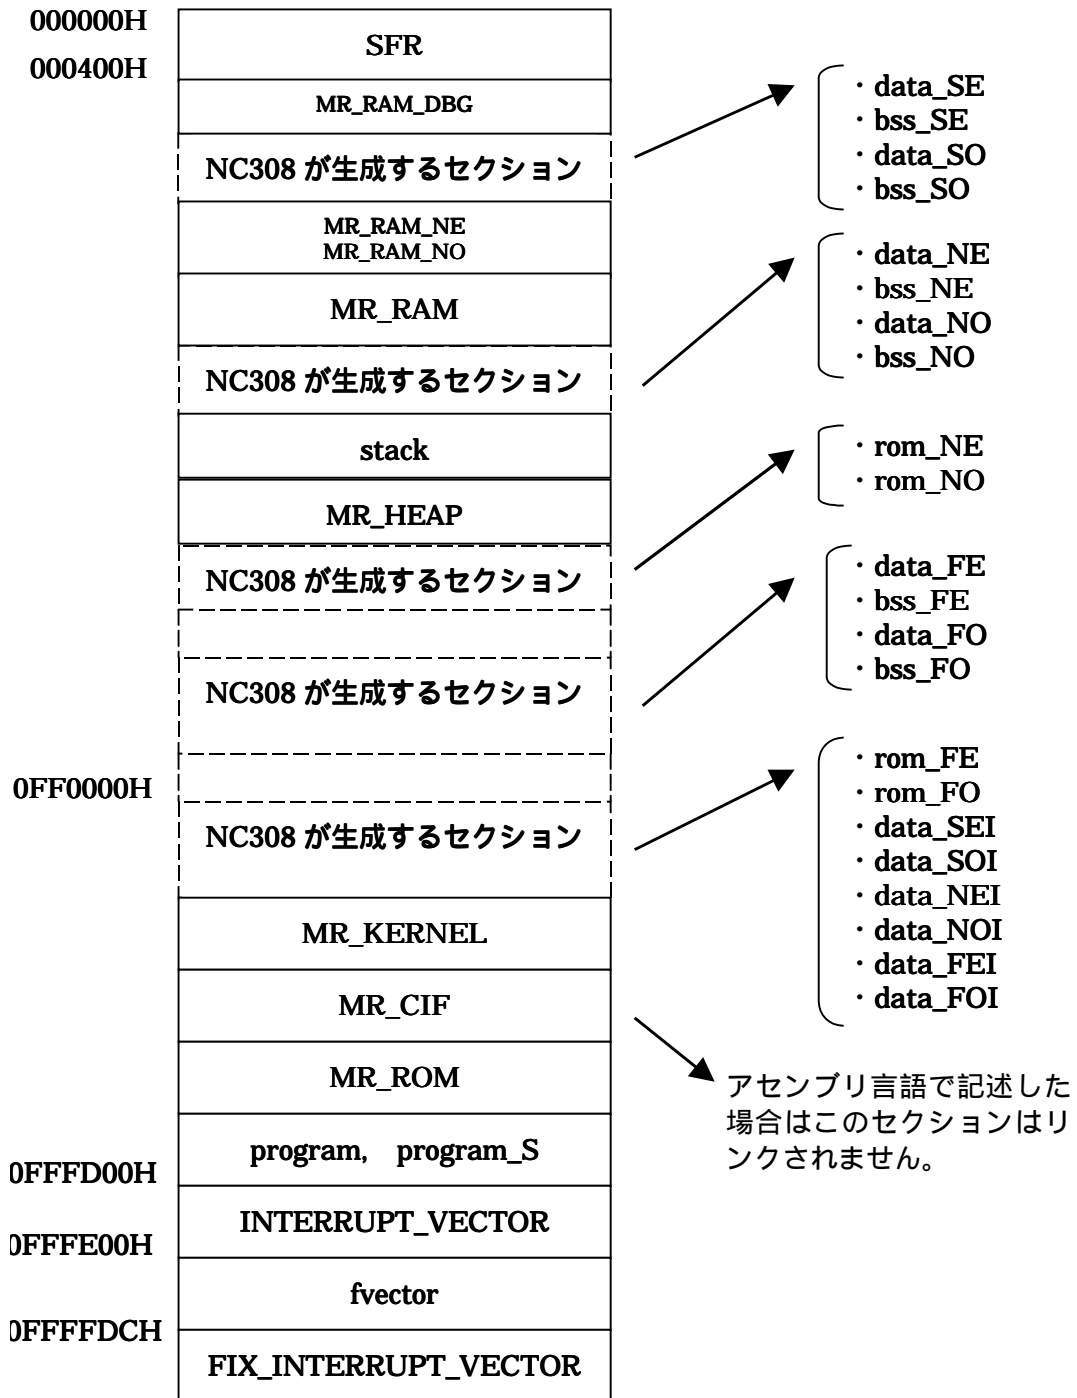 000000H
SFR
000400H
MR_RAM_DBG
NC308 が生成するセクション
・data_SE
・bss_SE
・data_SO
・bss_SO
MR_RAM_NE
MR_RAM_NO
MR_RAM
NC308 が生成するセクション
・data_NE
・bss_NE
・data_NO
・bss_NO
stack
MR_HEAP
NC308 が生成するセクション
・rom_NE
・rom_NO
NC308 が生成するセクション
・data_FE
・bss_FE
・data_FO
・bss_FO
0FF0000H
NC308 が生成するセクション
・rom_FE
・rom_FO
・data_SEI
・data_SOI
・data_NEI
・data_NOI
・data_FEI
・data_FOI
MR_KERNEL
MR_CIF
アセンブリ言語で記述した
場合はこのセクションはリ
ンクされません。
MR_ROM
program, program_S
0FFFD00H
INTERRUPT_VECTOR
0FFFE00H
fvector
0FFFFDCH
FIX_INTERRUPT_VECTOR